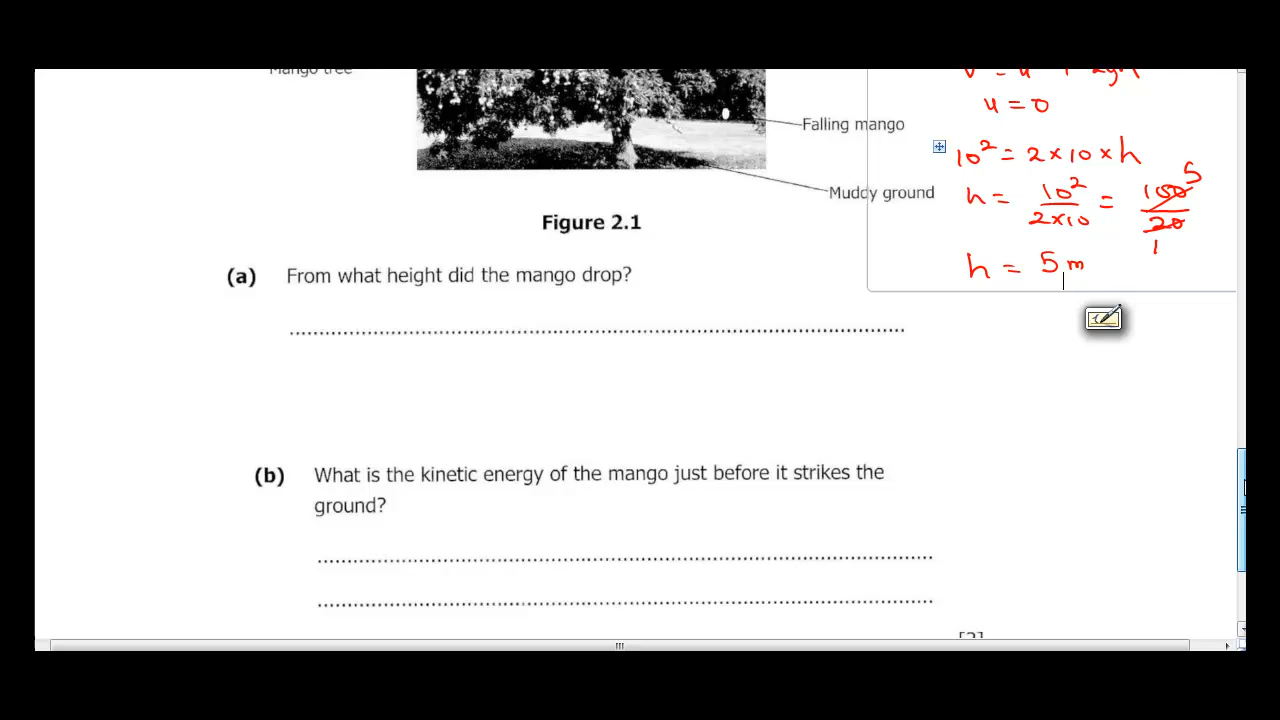 Mango tree
Falling mango
Muddy ground
Figure 2.1
u = 0
10² = 2 × 10 × h
h = 10² / 2×10 = 100 / 20 5 1
h = 5 m
(a) From what height did the mango drop?
(b) What is the kinetic energy of the mango just before it strikes the
ground?